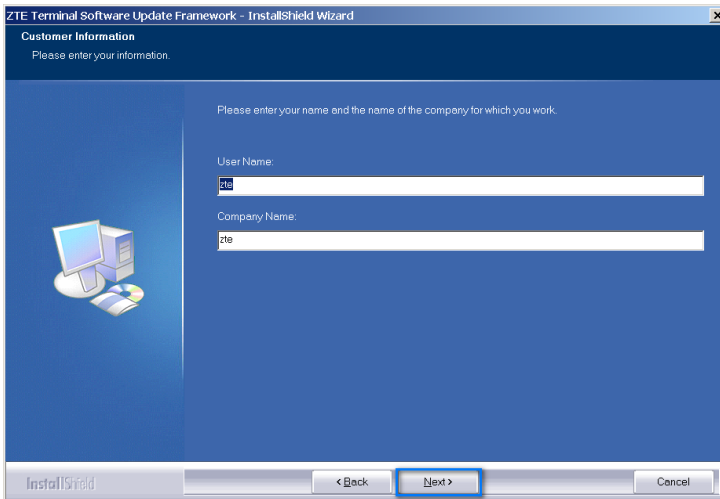 ZTE Terminal Software Update Framework - InstallShield Wizard
Customer Information
Please enter your information.
Please enter your name and the name of the company for which you work.
User Name:
zte
Company Name:
zte
InstallShield
< Back
Next >
Cancel